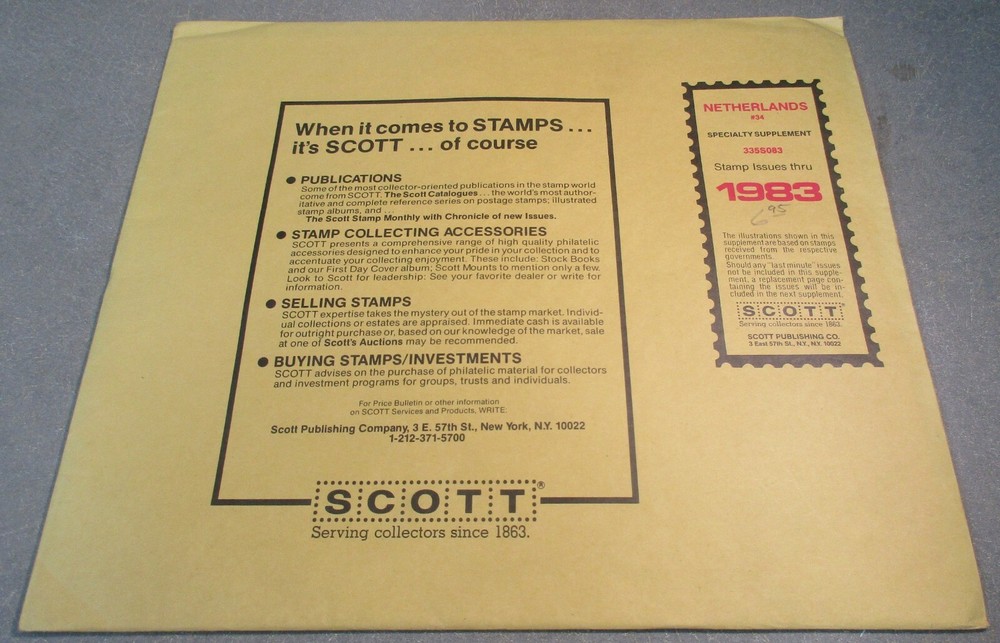 When it comes to STAMPS ...
it's SCOTT ... of course
● PUBLICATIONS
Some of the most collector-oriented publications in the stamp world
come from SCOTT. The Scott Catalogues ... the world's most author-
itative and complete reference series on postage stamps; illustrated
stamp albums, and ...
The Scott Stamp Monthly with Chronicle of new Issues.
● STAMP COLLECTING ACCESSORIES
SCOTT presents a comprehensive range of high quality philatelic
accessories designed to enhance your pride in your collection and to
accentuate your collecting enjoyment. These include: Stock Books
and our First Day Cover album; Scott Mounts to mention only a few.
Look to Scott for leadership: See your favorite dealer or write for
information.
● SELLING STAMPS
SCOTT expertise takes the mystery out of the stamp market. Individ-
ual collections or estates are appraised. Immediate cash is available
for outright purchase or, based on our knowledge of the market, sale
at one of Scott's Auctions may be recommended.
● BUYING STAMPS/INVESTMENTS
SCOTT advises on the purchase of philatelic material for collectors
and investment programs for groups, trusts and individuals.
For Price Bulletin or other information
on SCOTT Services and Products, WRITE:
Scott Publishing Company, 3 E. 57th St., New York, N.Y. 10022
1-212-371-5700
SCOTT®
Serving collectors since 1863.
NETHERLANDS
#34
SPECIALTY SUPPLEMENT
335S083
Stamp Issues thru
1983
6 95
The illustrations shown in this
supplement are based on stamps
received from the respective
governments.
Should any "last minute" issues
not be included in this supple-
ment, a replacement page con-
taining the issues will be in-
cluded in the next supplement.
SCOTT®
Serving collectors since 1863.
SCOTT PUBLISHING CO.
3 East 57th St., N.Y., N.Y. 10022